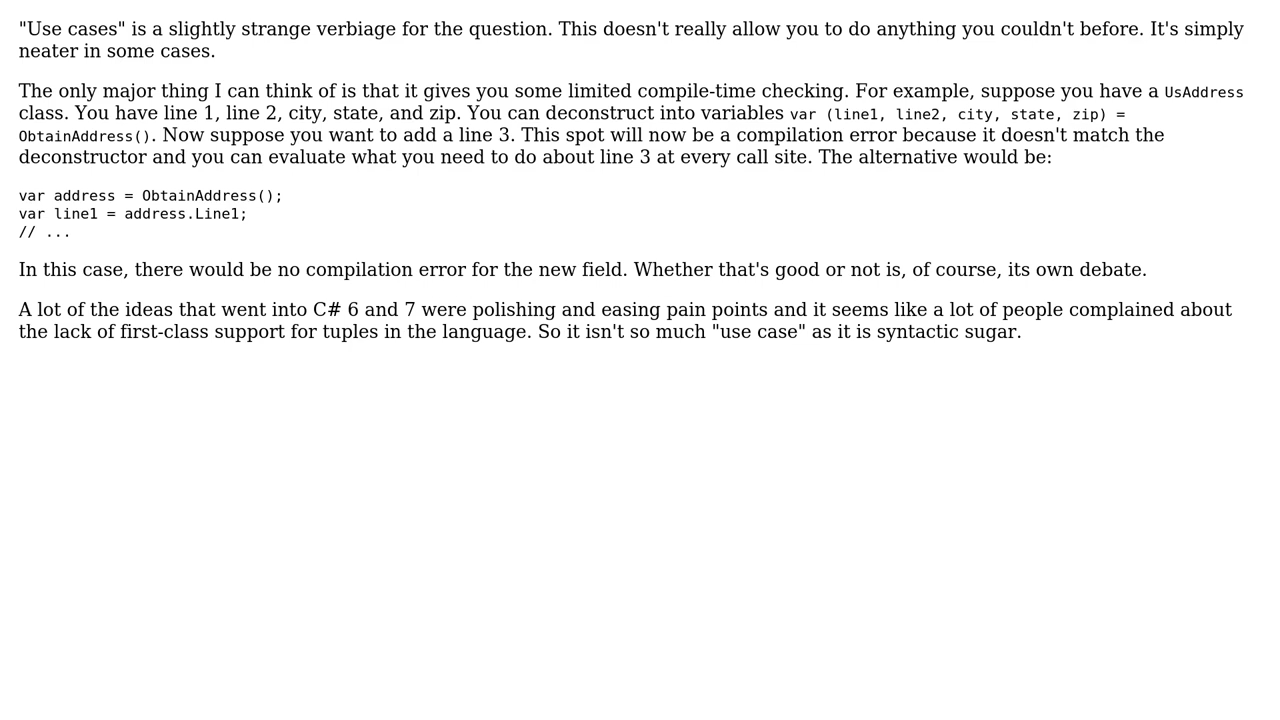 "Use cases" is a slightly strange verbiage for the question. This doesn't really allow you to do anything you couldn't before. It's simply
neater in some cases.
The only major thing I can think of is that it gives you some limited compile-time checking. For example, suppose you have a UsAddress
class. You have line 1, line 2, city, state, and zip. You can deconstruct into variables var (line1, line2, city, state, zip) =
ObtainAddress(). Now suppose you want to add a line 3. This spot will now be a compilation error because it doesn't match the
deconstructor and you can evaluate what you need to do about line 3 at every call site. The alternative would be:
var address = ObtainAddress();
var line1 = address.Line1;
// ...
In this case, there would be no compilation error for the new field. Whether that's good or not is, of course, its own debate.
A lot of the ideas that went into C# 6 and 7 were polishing and easing pain points and it seems like a lot of people complained about
the lack of first-class support for tuples in the language. So it isn't so much "use case" as it is syntactic sugar.